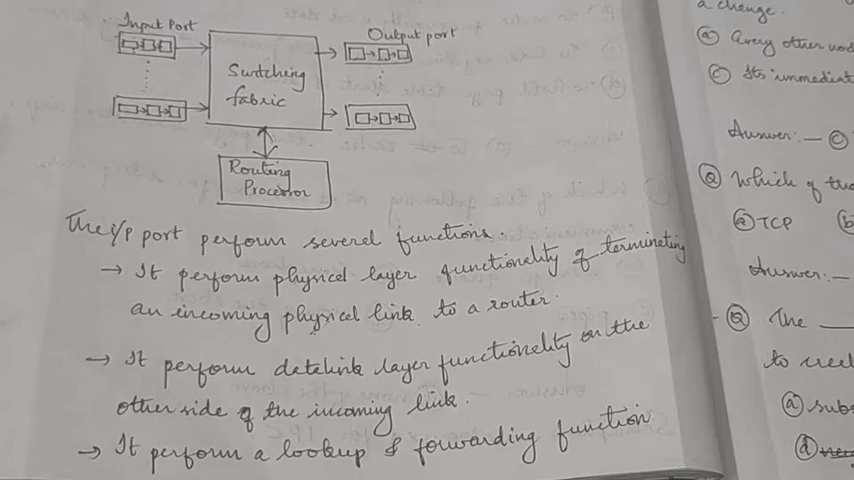 Input Port
Output port
Switching
fabric
Routing
Processor
The i/p port perform several functions.
→ It perform physical layer functionality of terminating
an incoming physical link to a router.
→ It perform datalink layer functionality on the
other side of the incoming link.
→ It perform a lookup & forwarding function
a change.
ⓐ Every other
ⓒ Its immediat
Answer:- ⓒ
Ⓠ Which of the
ⓐ TCP
Answer:-
Ⓠ The ___
to
ⓐ subs
ⓓ